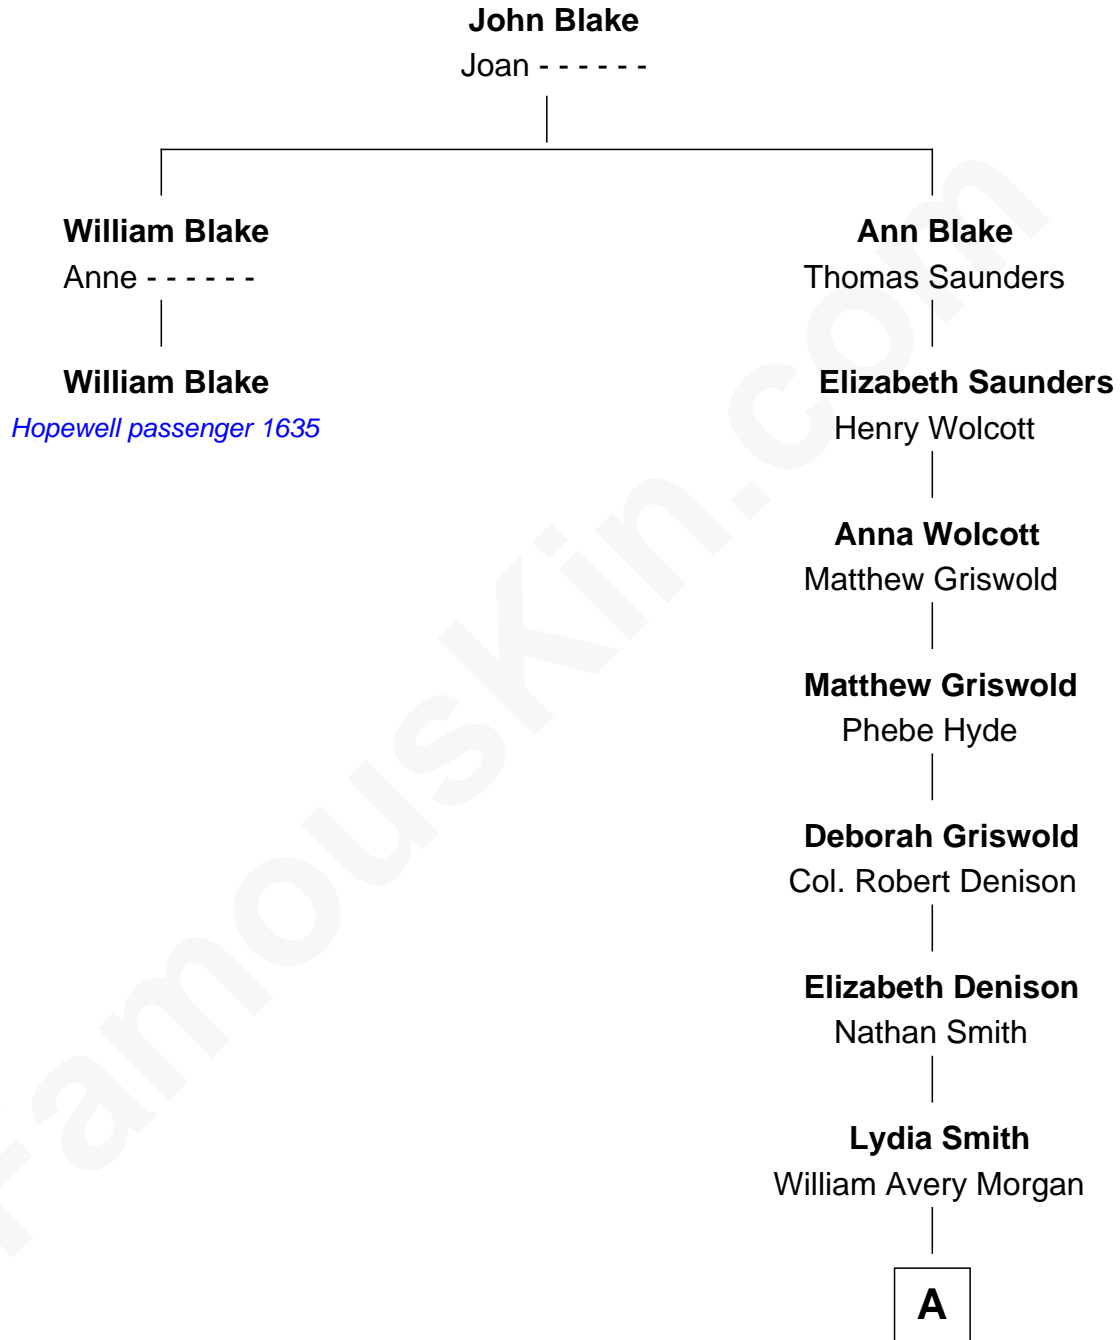 John Blake
Joan - - - - - -
William Blake
Anne - - - - - -
William Blake
Hopewell passenger 1635
Ann Blake
Thomas Saunders
Elizabeth Saunders
Henry Wolcott
Anna Wolcott
Matthew Griswold
Matthew Griswold
Phebe Hyde
Deborah Griswold
Col. Robert Denison
Elizabeth Denison
Nathan Smith
Lydia Smith
William Avery Morgan
A
FamousKin.com